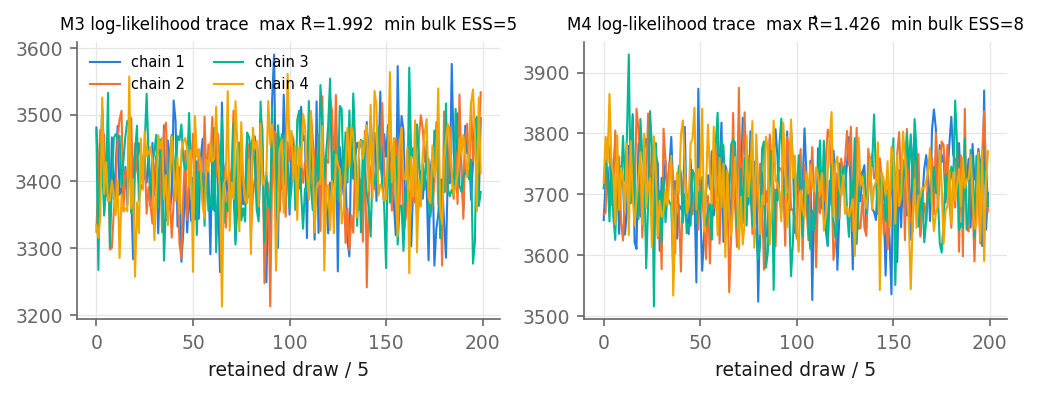 M3 log-likelihood trace  max R̂=1.992  min bulk ESS=5
3600
3500
3400
3300
3200
chain 1
chain 2
chain 3
chain 4
0
50
100
150
200
retained draw / 5
M4 log-likelihood trace  max R̂=1.426  min bulk ESS=8
3900
3800
3700
3600
3500
0
50
100
150
200
retained draw / 5